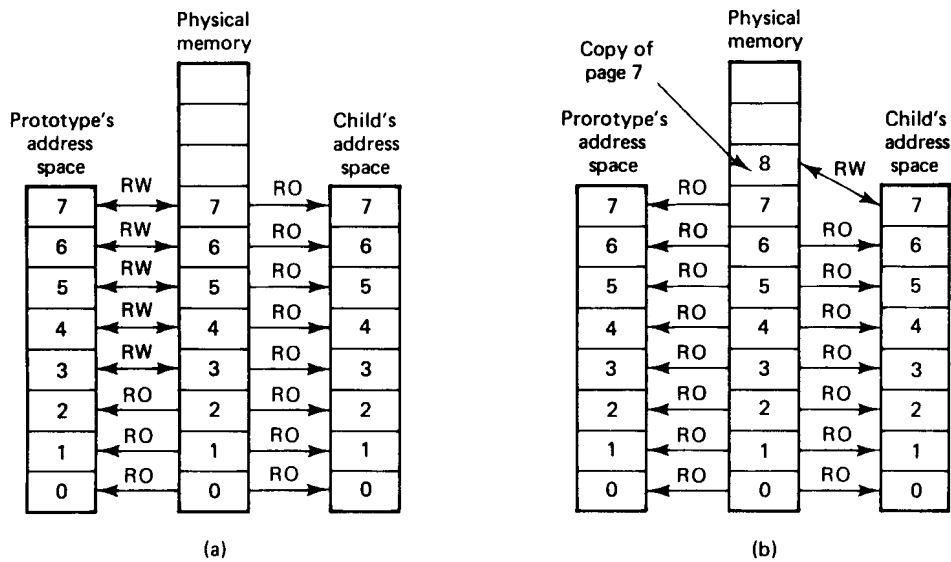 Physical
memory
Prototype's
address
space
Child's
address
space
RW
RO
7
7
7
RW
RO
6
6
6
RW
RO
5
5
5
RW
RO
4
4
4
RW
RO
3
3
3
RO
RO
2
2
2
RO
RO
1
1
1
RO
RO
0
0
0
(a)
Physical
memory
Copy of
page 7
Prorotype's
address
space
Child's
address
space
8
RW
RO
7
7
7
RO
RO
6
6
6
RO
RO
5
5
5
RO
RO
4
4
4
RO
RO
3
3
3
RO
RO
2
2
2
RO
RO
1
1
1
RO
RO
0
0
0
(b)